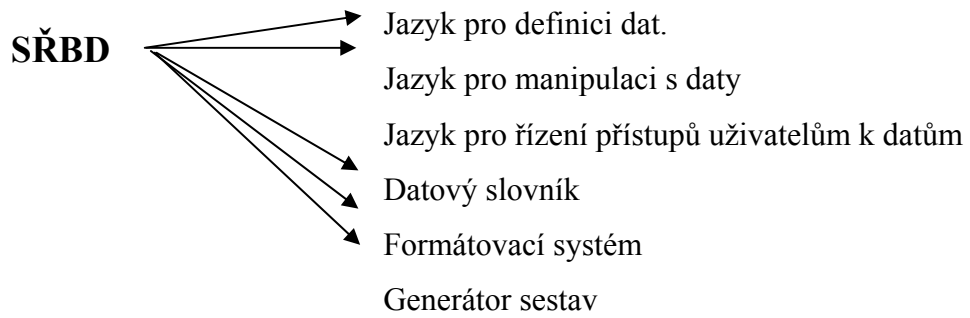 SŘBD
Jazyk pro definici dat.
Jazyk pro manipulaci s daty
Jazyk pro řízení přístupů uživatelům k datům
Datový slovník
Formátovací systém
Generátor sestav